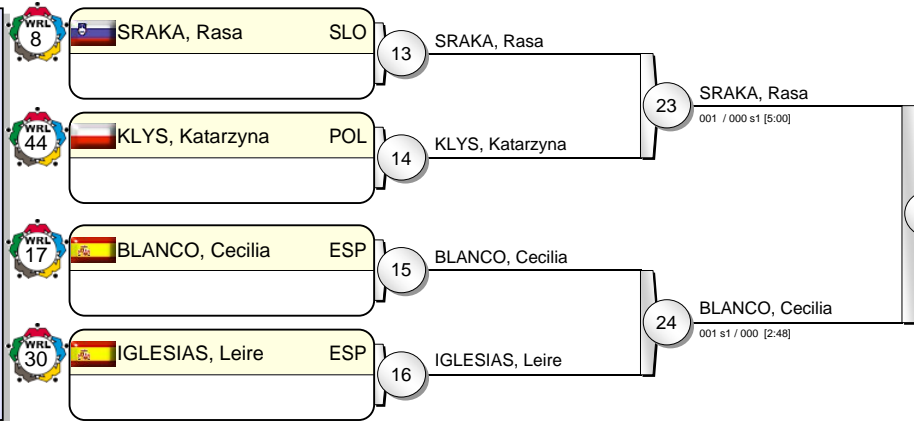 WRL
8
SRAKA, Rasa SLO
13
SRAKA, Rasa
23
SRAKA, Rasa
001 / 000 s1 [5:00]
WRL
44
KLYS, Katarzyna POL
14
KLYS, Katarzyna
WRL
17
BLANCO, Cecilia ESP
15
BLANCO, Cecilia
24
BLANCO, Cecilia
001 s1 / 000 [2:48]
WRL
30
IGLESIAS, Leire ESP
16
IGLESIAS, Leire